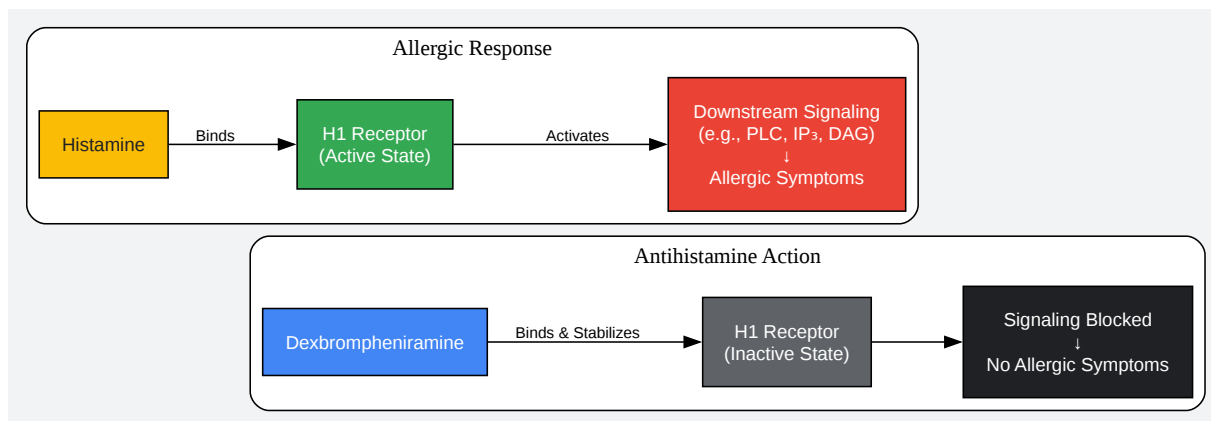 Allergic Response
Histamine
Binds
H1 Receptor
(Active State)
Activates
Downstream Signaling
(e.g., PLC, IP₃, DAG)
↓
Allergic Symptoms
Antihistamine Action
Dexbrompheniramine
Binds & Stabilizes
H1 Receptor
(Inactive State)
Signaling Blocked
↓
No Allergic Symptoms